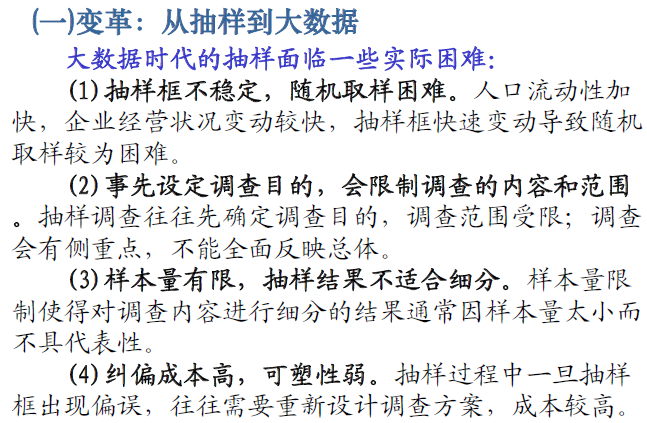 (一)变革：从抽样到大数据
大数据时代的抽样面临一些实际困难：
(1)抽样框不稳定，随机取样困难。人口流动性加
快，企业经营状况变动较快，抽样框快速变动导致随机
取样较为困难。
(2)事先设定调查目的，会限制调查的内容和范围
。抽样调查往往先确定调查目的，调查范围受限；调查
会有侧重点，不能全面反映总体。
(3)样本量有限，抽样结果不适合细分。样本量限
制使得对调查内容进行细分的结果通常因样本量太小而
不具代表性。
(4)纠偏成本高，可塑性弱。抽样过程中一旦抽样
框出现偏误，往往需要重新设计调查方案，成本较高。